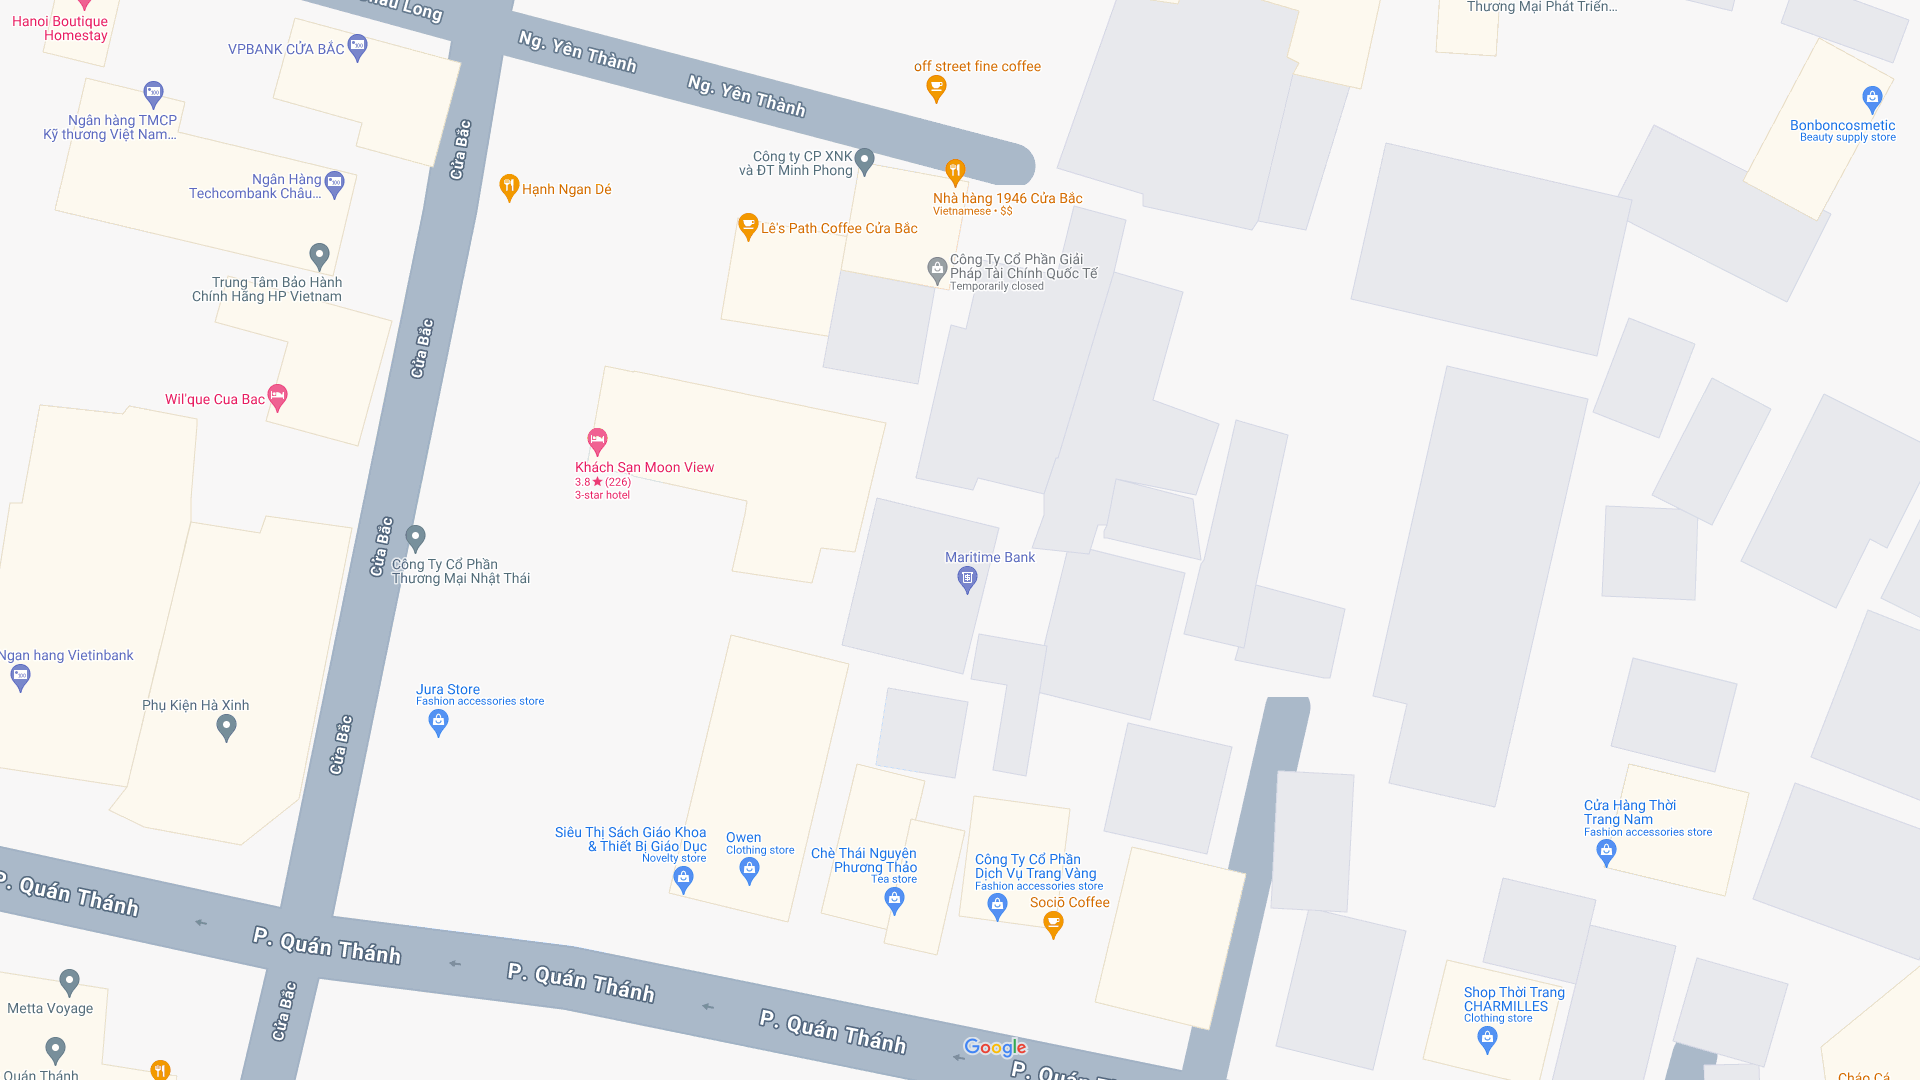 Châu Long
Thương Mại Phát Triển...
Hanoi Boutique
Homestay
VPBANK CỬA BẮC
Ng. Yên Thành
Ng. Yên Thành
off street fine coffee
Ngân hàng TMCP
Kỹ thương Việt Nam...
Bonboncosmetic
Beauty supply store
Cửa Bắc
Công ty CP XNK
và ĐT Minh Phong
Ngân Hàng
Techcombank Châu...
Hạnh Ngan Dé
Nhà hàng 1946 Cửa Bắc
Vietnamese • $$
Lê's Path Coffee Cửa Bắc
Công Ty Cổ Phần Giải
Pháp Tài Chính Quốc Tế
Temporarily closed
Trung Tâm Bảo Hành
Chính Hãng HP Vietnam
Cửa Bắc
Wil'que Cua Bac
Khách Sạn Moon View
3.8★(226)
3-star hotel
Cửa Bắc
Công Ty Cổ Phần
Thương Mại Nhật Thái
Maritime Bank
Ngan hang Vietinbank
Jura Store
Fashion accessories store
Phụ Kiện Hà Xinh
Cửa Bắc
Siêu Thị Sách Giáo Khoa
& Thiết Bị Giáo Dục
Novelty store
Owen
Clothing store
Chè Thái Nguyên
Phương Thảo
Tea store
Công Ty Cổ Phần
Dịch Vụ Trang Vàng
Fashion accessories store
Sociō Coffee
Cửa Hàng Thời
Trang Nam
Fashion accessories store
P. Quán Thánh
P. Quán Thánh
P. Quán Thánh
P. Quán Thánh
Metta Voyage
Cửa Bắc
Shop Thời Trang
CHARMILLES
Clothing store
Google
P. Quán T
Quán Thánh
Cháo Cá